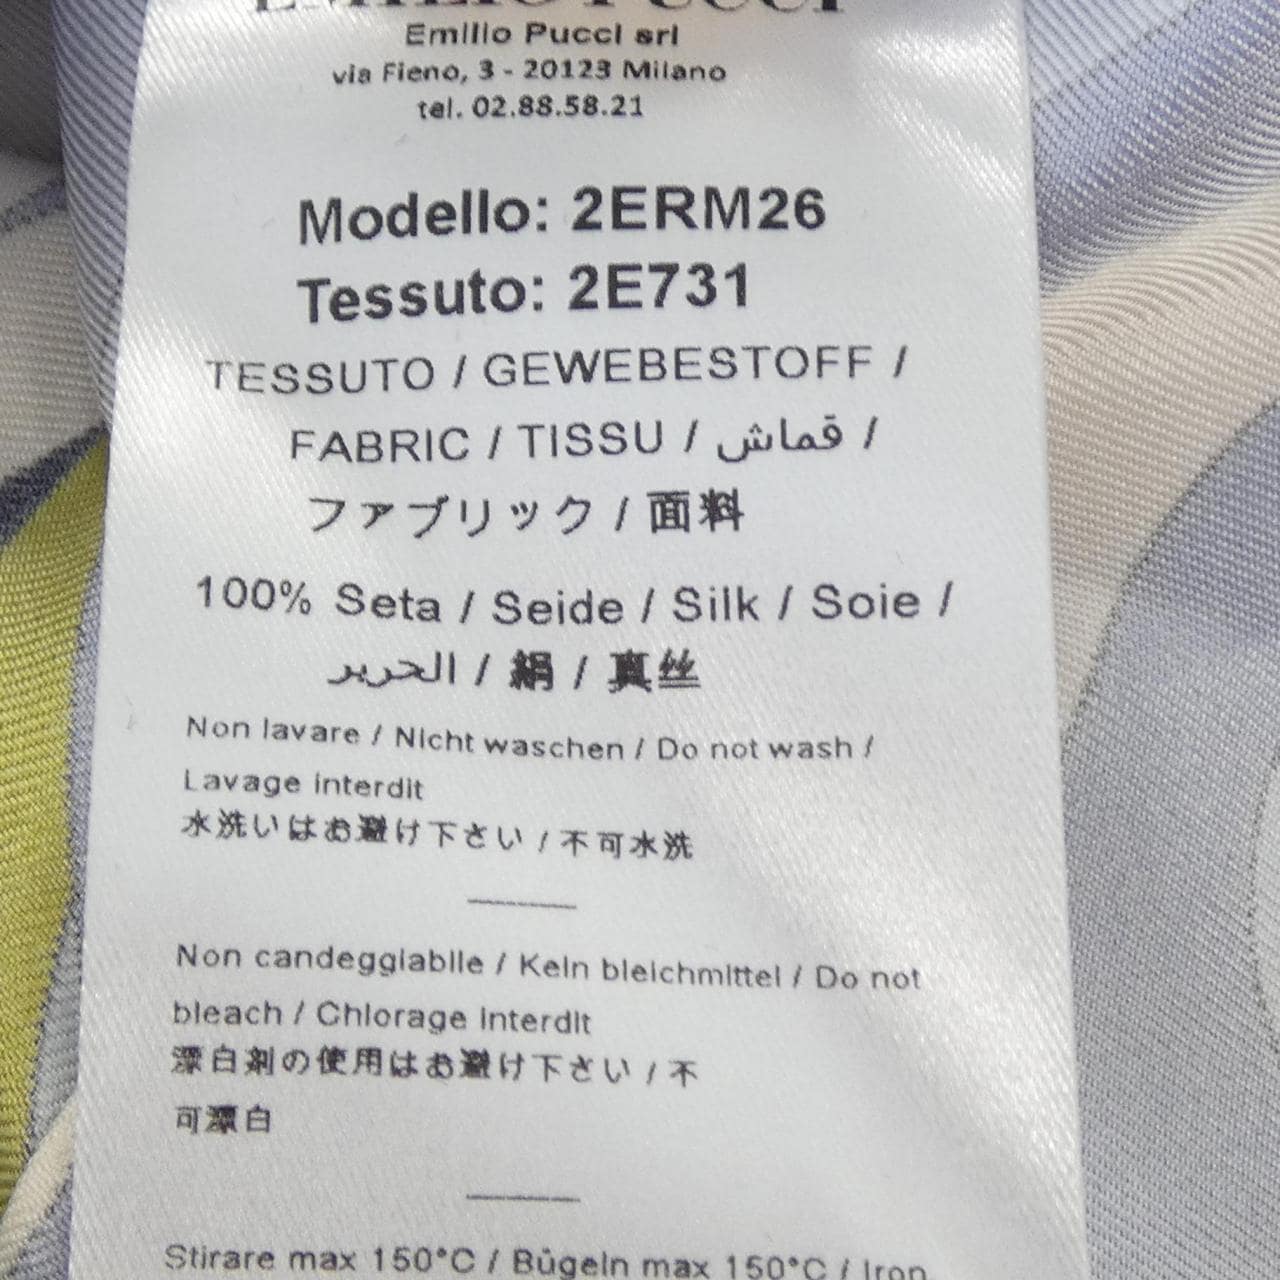 EMILIO PUCCI
Emilio Pucci srl
via Fieno, 3 - 20123 Milano
tel. 02.88.58.21
Modello: 2ERM26
Tessuto: 2E731
TESSUTO / GEWEBESTOFF /
FABRIC / TISSU / قماش /
ファブリック / 面料
100% Seta / Seide / Silk / Soie /
الحرير / 絹 / 真丝
Non lavare / Nicht waschen / Do not wash /
Lavage interdit
水洗いはお避け下さい / 不可水洗
Non candeggiabile / Kein bleichmittel / Do not
bleach / Chlorage interdit
漂白剤の使用はお避け下さい / 不
可漂白
Stirare max 150°C / Bügeln max 150°C / Iron